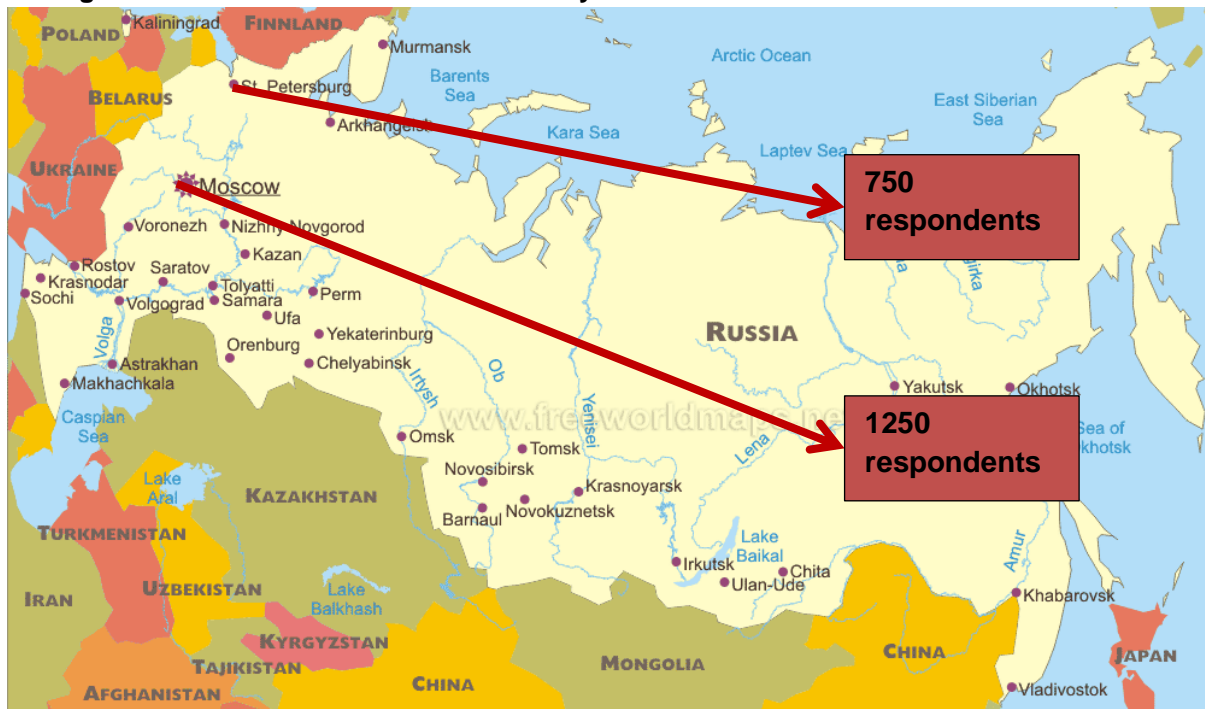 Kaliningrad
POLAND
FINNLAND
Murmansk
Arctic Ocean
Barents
Sea
St. Petersburg
BELARUS
East Siberian
Sea
Arkhangelsk
Kara Sea
Laptev Sea
UKRAINE
750
respondents
Moscow
Voronezh
Nizhny Novgorod
Kazan
Rostov
Saratov
Tolyatti
Krasnodar
Sochi
Volgograd
Samara
Perm
Ufa
Volga
Yekaterinburg
RUSSIA
Orenburg
Chelyabinsk
Astrakhan
Makhachkala
Irtysh
Ob
Yenisei
Lena
Yakutsk
Okhotsk
www.freeworldmaps.ne
Caspian
Sea
1250
respondents
Sea of
khotsk
Omsk
Tomsk
Novosibirsk
Krasnoyarsk
Barnaul
Novokuznetsk
Lake
Aral
KAZAKHSTAN
TURKMENISTAN
Lake
Baikal
Irkutsk
Chita
Ulan-Ude
Amur
Khabarovsk
UZBEKISTAN
Lake
Balkhash
IRAN
KYRGYZSTAN
TAJIKISTAN
MONGOLIA
CHINA
CHINA
JAPAN
AFGHANISTAN
Vladivostok